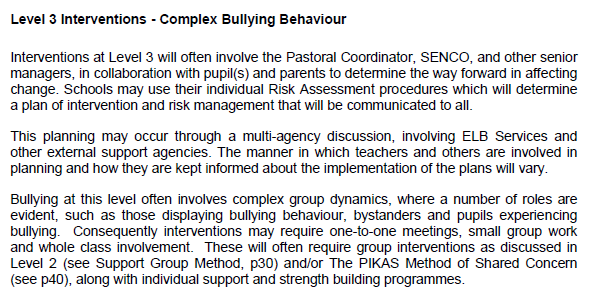 Level 3 Interventions - Complex Bullying Behaviour
Interventions at Level 3 will often involve the Pastoral Coordinator, SENCO, and other senior
managers, in collaboration with pupil(s) and parents to determine the way forward in affecting
change. Schools may use their individual Risk Assessment procedures which will determine
a plan of intervention and risk management that will be communicated to all.
This planning may occur through a multi-agency discussion, involving ELB Services and
other external support agencies. The manner in which teachers and others are involved in
planning and how they are kept informed about the implementation of the plans will vary.
Bullying at this level often involves complex group dynamics, where a number of roles are
evident, such as those displaying bullying behaviour, bystanders and pupils experiencing
bullying. Consequently interventions may require one-to-one meetings, small group work
and whole class involvement. These will often require group interventions as discussed in
Level 2 (see Support Group Method, p30) and/or The PIKAS Method of Shared Concern
(see p40), along with individual support and strength building programmes.